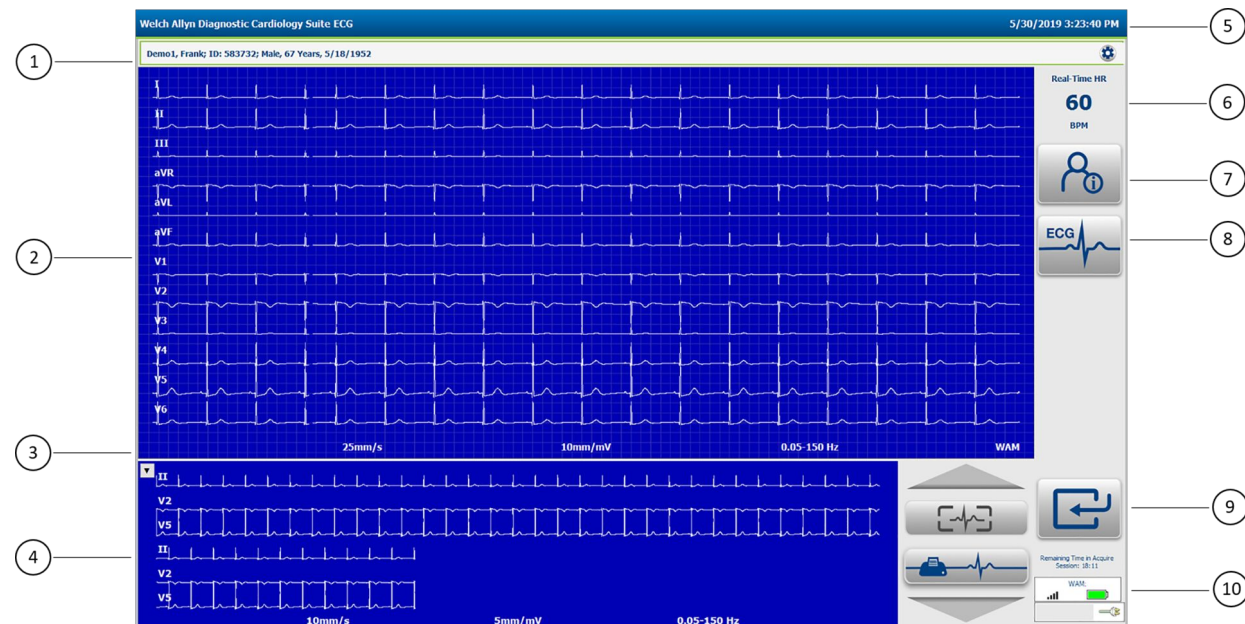 Welch Allyn Diagnostic Cardiology Suite ECG 5/30/2019 3:23:40 PM
5
1
Demo1, Frank; ID: 583732; Male, 67 Years, 5/18/1952
Real-Time HR
60
BPM
6
I
II
III
aVR
aVL
aVF
V1
V2
V3
V4
V5
V6
7
ECG
8
2
3
25mm/s 10mm/mV 0.05-150 Hz WAM
II
V2
V5
II
V2
V5
9
4
Remaining Time in Acquire
Session: 18:11
WAM:
10
10mm/s 5mm/mV 0.05-150 Hz